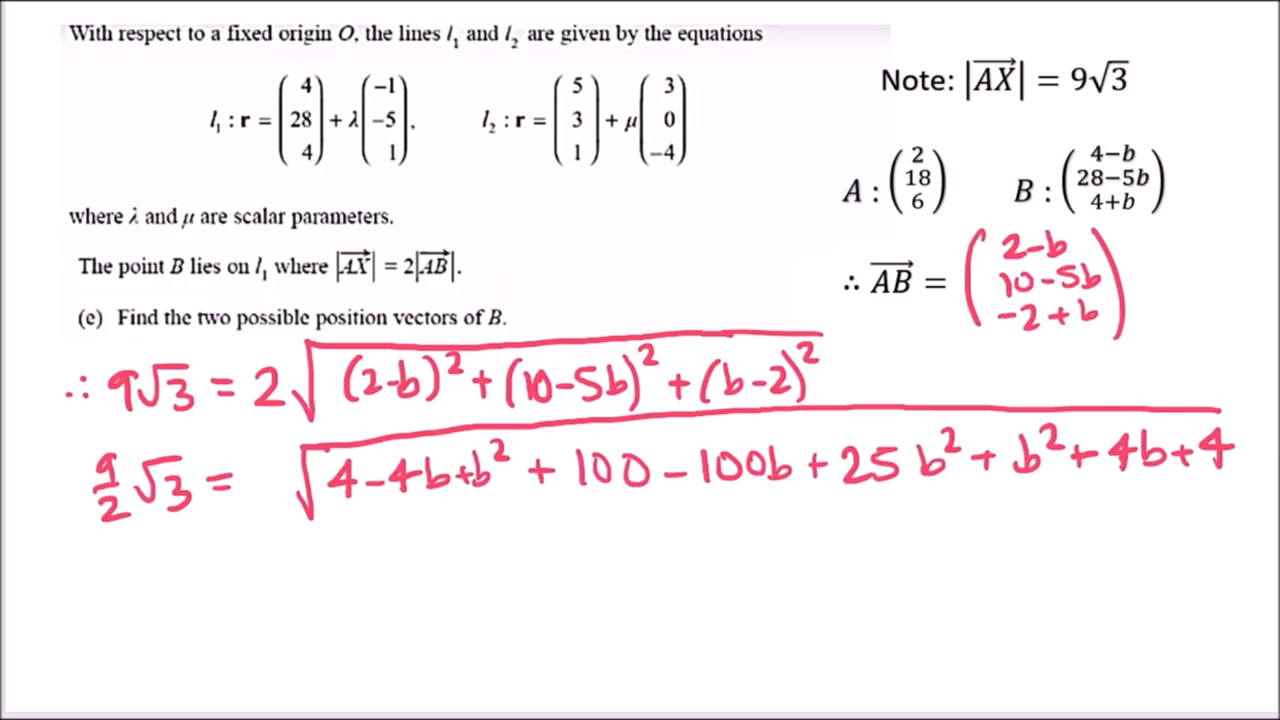 With respect to a fixed origin O, the lines l₁ and l₂ are given by the equations
l₁ : r = (4 28 4) + λ(−1 −5 1), l₂ : r = (5 3 1) + μ(3 0 −4)
where λ and μ are scalar parameters.
The point B lies on l₁ where |AX| = 2|AB|.
(e) Find the two possible position vectors of B.
Note: |AX| = 9√3
A : (2 18 6) B : (4−b 28−5b 4+b)
∴ AB = (2-b 10-5b -2+b)
∴ 9√3 = 2√((2-b)² + (10-5b)² + (b-2)²)
9/2 √3 = √(4-4b+b² + 100 - 100b + 25b² + b² + 4b + 4)